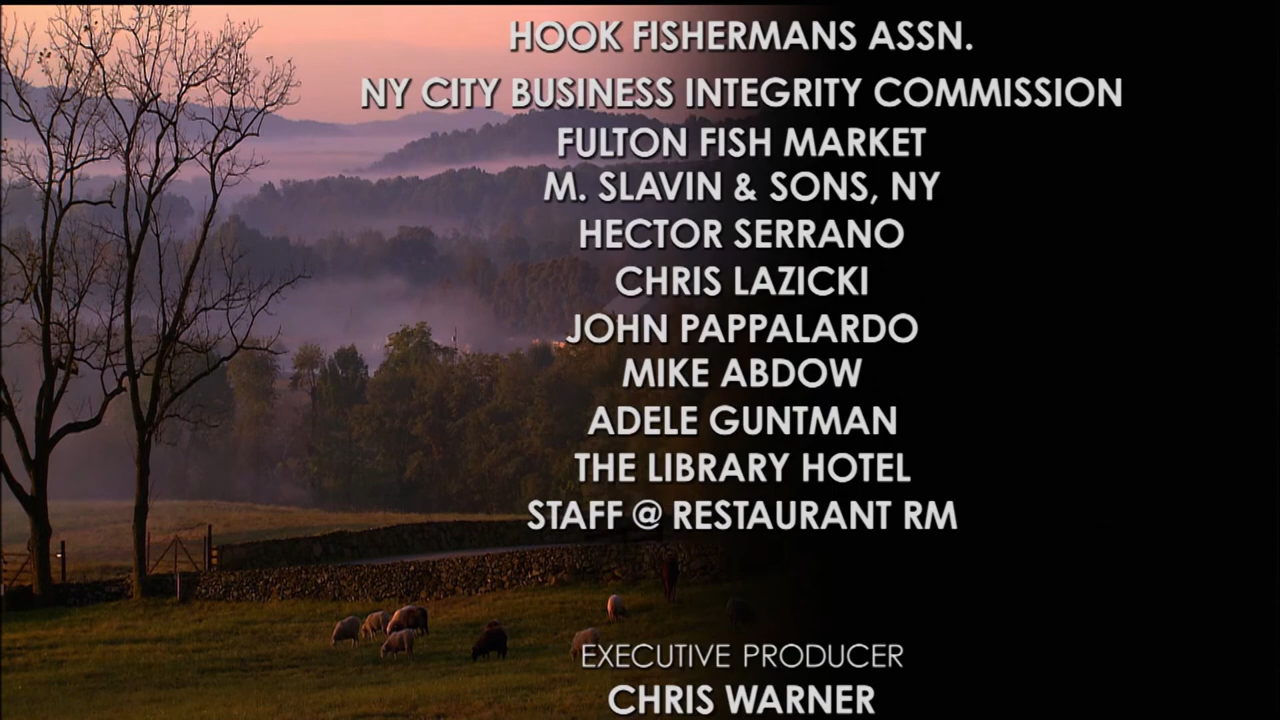 HOOK FISHERMANS ASSN.
NY CITY BUSINESS INTEGRITY COMMISSION
FULTON FISH MARKET
M. SLAVIN & SONS, NY
HECTOR SERRANO
CHRIS LAZICKI
JOHN PAPPALARDO
MIKE ABDOW
ADELE GUNTMAN
THE LIBRARY HOTEL
STAFF @ RESTAURANT RM
EXECUTIVE PRODUCER
CHRIS WARNER